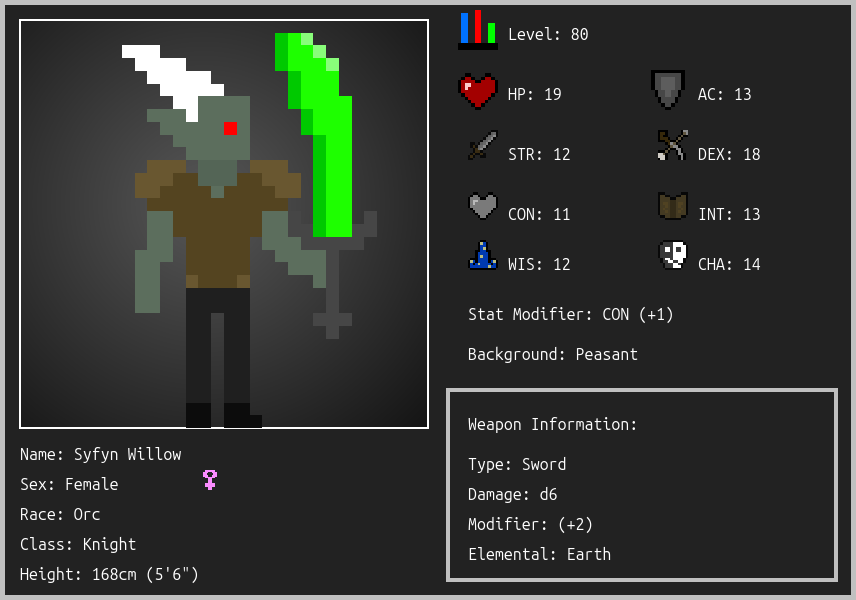 Level: 80
HP: 19
AC: 13
STR: 12
DEX: 18
CON: 11
INT: 13
WIS: 12
CHA: 14
Stat Modifier: CON (+1)
Background: Peasant
Weapon Information:
Type: Sword
Damage: d6
Modifier: (+2)
Elemental: Earth
Name: Syfyn Willow
Sex: Female
Race: Orc
Class: Knight
Height: 168cm (5'6")